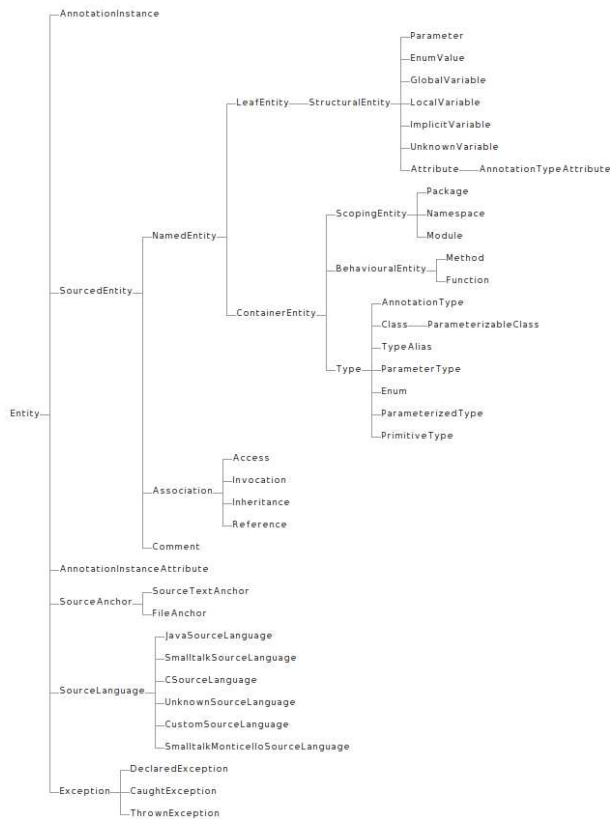 AnnotationInstance
Parameter
EnumValue
GlobalVariable
LeafEntity StructuralEntity LocalVariable
ImplicitVariable
UnknownVariable
Attribute AnnotationTypeAttribute
Package
ScopingEntity Namespace
NamedEntity Module
Method
BehaviouralEntity
Function
SourcedEntity
AnnotationType
ContainerEntity
Class ParameterizableClass
TypeAlias
Type ParameterType
Enum
Entity ParameterizedType
PrimitiveType
Access
Invocation
Association
Inheritance
Reference
Comment
AnnotationInstanceAttribute
SourceTextAnchor
SourceAnchor
FileAnchor
JavaSourceLanguage
SmalltalkSourceLanguage
CSourceLanguage
SourceLanguage
UnknownSourceLanguage
CustomSourceLanguage
SmalltalkMonticelloSourceLanguage
DeclaredException
Exception CaughtException
ThrownException